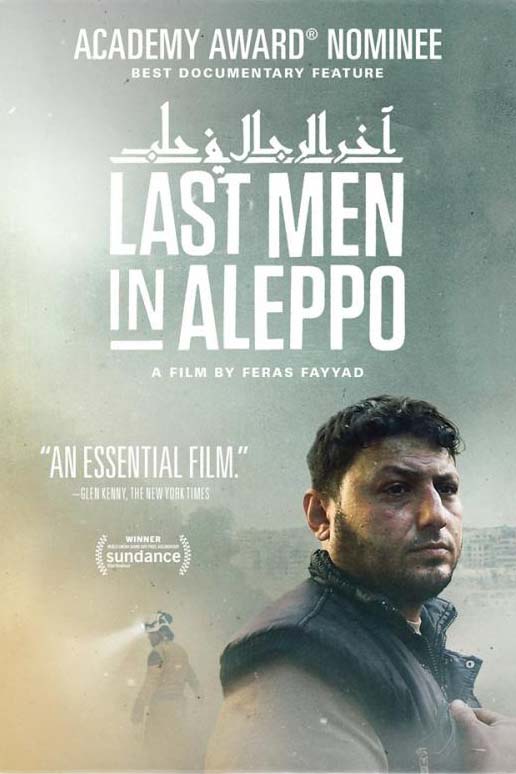 ACADEMY AWARD® NOMINEE
BEST DOCUMENTARY FEATURE
آخر الرجال في حلب
LAST MEN
IN ALEPPO
A FILM BY FERAS FAYYAD
“AN ESSENTIAL FILM.”
—GLEN KENNY, THE NEW YORK TIMES
WINNER
sundance